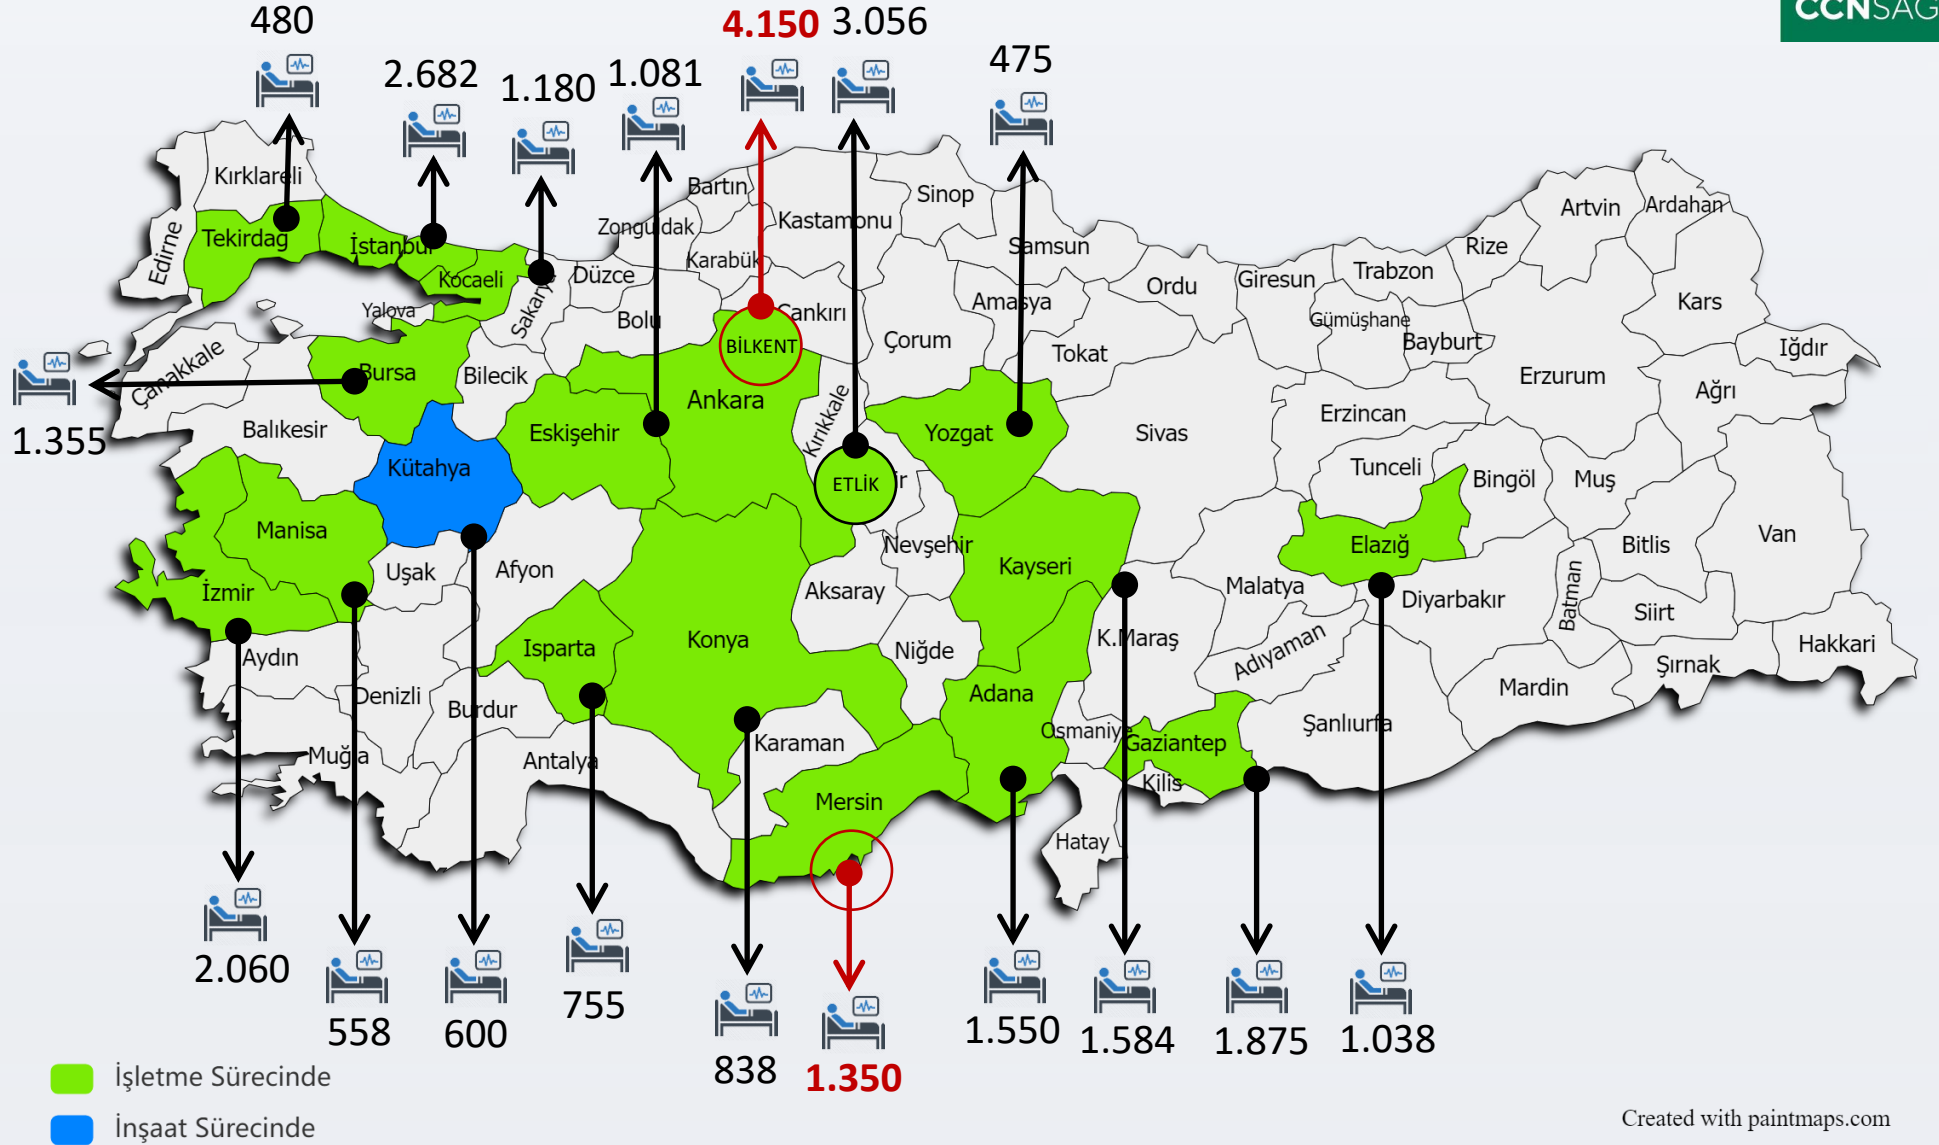 480
4.150
3.056
CCNSAG
2.682
1.180
1.081
475
Kırklareli
Tekirdağ
Edirne
İstanbul
Kocaeli
Yalova
Sakarya
Düzce
Bolu
Zonguldak
Bartın
Karabük
Kastamonu
Çankırı
Sinop
Samsun
Amasya
Çorum
Tokat
Ordu
Giresun
Gümüşhane
Trabzon
Bayburt
Rize
Artvin
Ardahan
Kars
Iğdır
Ağrı
Erzurum
Erzincan
Çanakkale
Bursa
Bilecik
BİLKENT
Ankara
Kırıkkale
Balıkesir
Kütahya
Eskişehir
Yozgat
Sivas
Tunceli
Bingöl
Muş
1.355
ETLİK
ir
Manisa
İzmir
Uşak
Afyon
Konya
Aksaray
Nevşehir
Kayseri
Malatya
Elazığ
Diyarbakır
Batman
Bitlis
Siirt
Van
Hakkari
Şırnak
Mardin
Aydın
Denizli
Burdur
Isparta
Niğde
Adana
K.Maraş
Adıyaman
Şanlıurfa
Muğla
Antalya
Karaman
Mersin
Osmaniye
Gaziantep
Kilis
Hatay
2.060
558
600
755
838
1.350
1.550
1.584
1.875
1.038
İşletme Sürecinde
İnşaat Sürecinde
Created with paintmaps.com